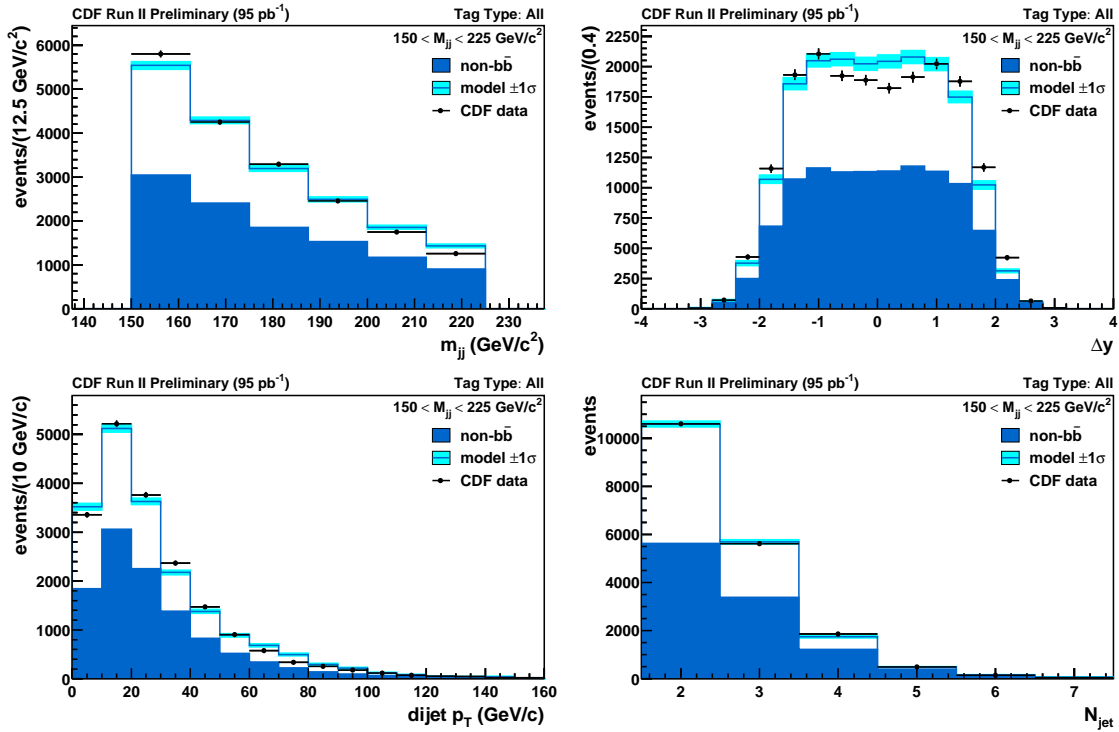 CDF Run II Preliminary (95 pb⁻¹) Tag Type: All
150 < M_jj < 225 GeV/c²
non-bb̄
model ±1σ
CDF data
events/(12.5 GeV/c²)
0 1000 2000 3000 4000 5000 6000
140 150 160 170 180 190 200 210 220 230
m_jj (GeV/c²)
CDF Run II Preliminary (95 pb⁻¹) Tag Type: All
150 < M_jj < 225 GeV/c²
non-bb̄
model ±1σ
CDF data
events/(0.4)
0 250 500 750 1000 1250 1500 1750 2000 2250
-4 -3 -2 -1 0 1 2 3 4
Δy
CDF Run II Preliminary (95 pb⁻¹) Tag Type: All
150 < M_jj < 225 GeV/c²
non-bb̄
model ±1σ
CDF data
events/(10 GeV/c)
0 1000 2000 3000 4000 5000
0 20 40 60 80 100 120 140 160
dijet p_T (GeV/c)
CDF Run II Preliminary (95 pb⁻¹) Tag Type: All
150 < M_jj < 225 GeV/c²
non-bb̄
model ±1σ
CDF data
events
0 2000 4000 6000 8000 10000
2 3 4 5 6 7
N_jet